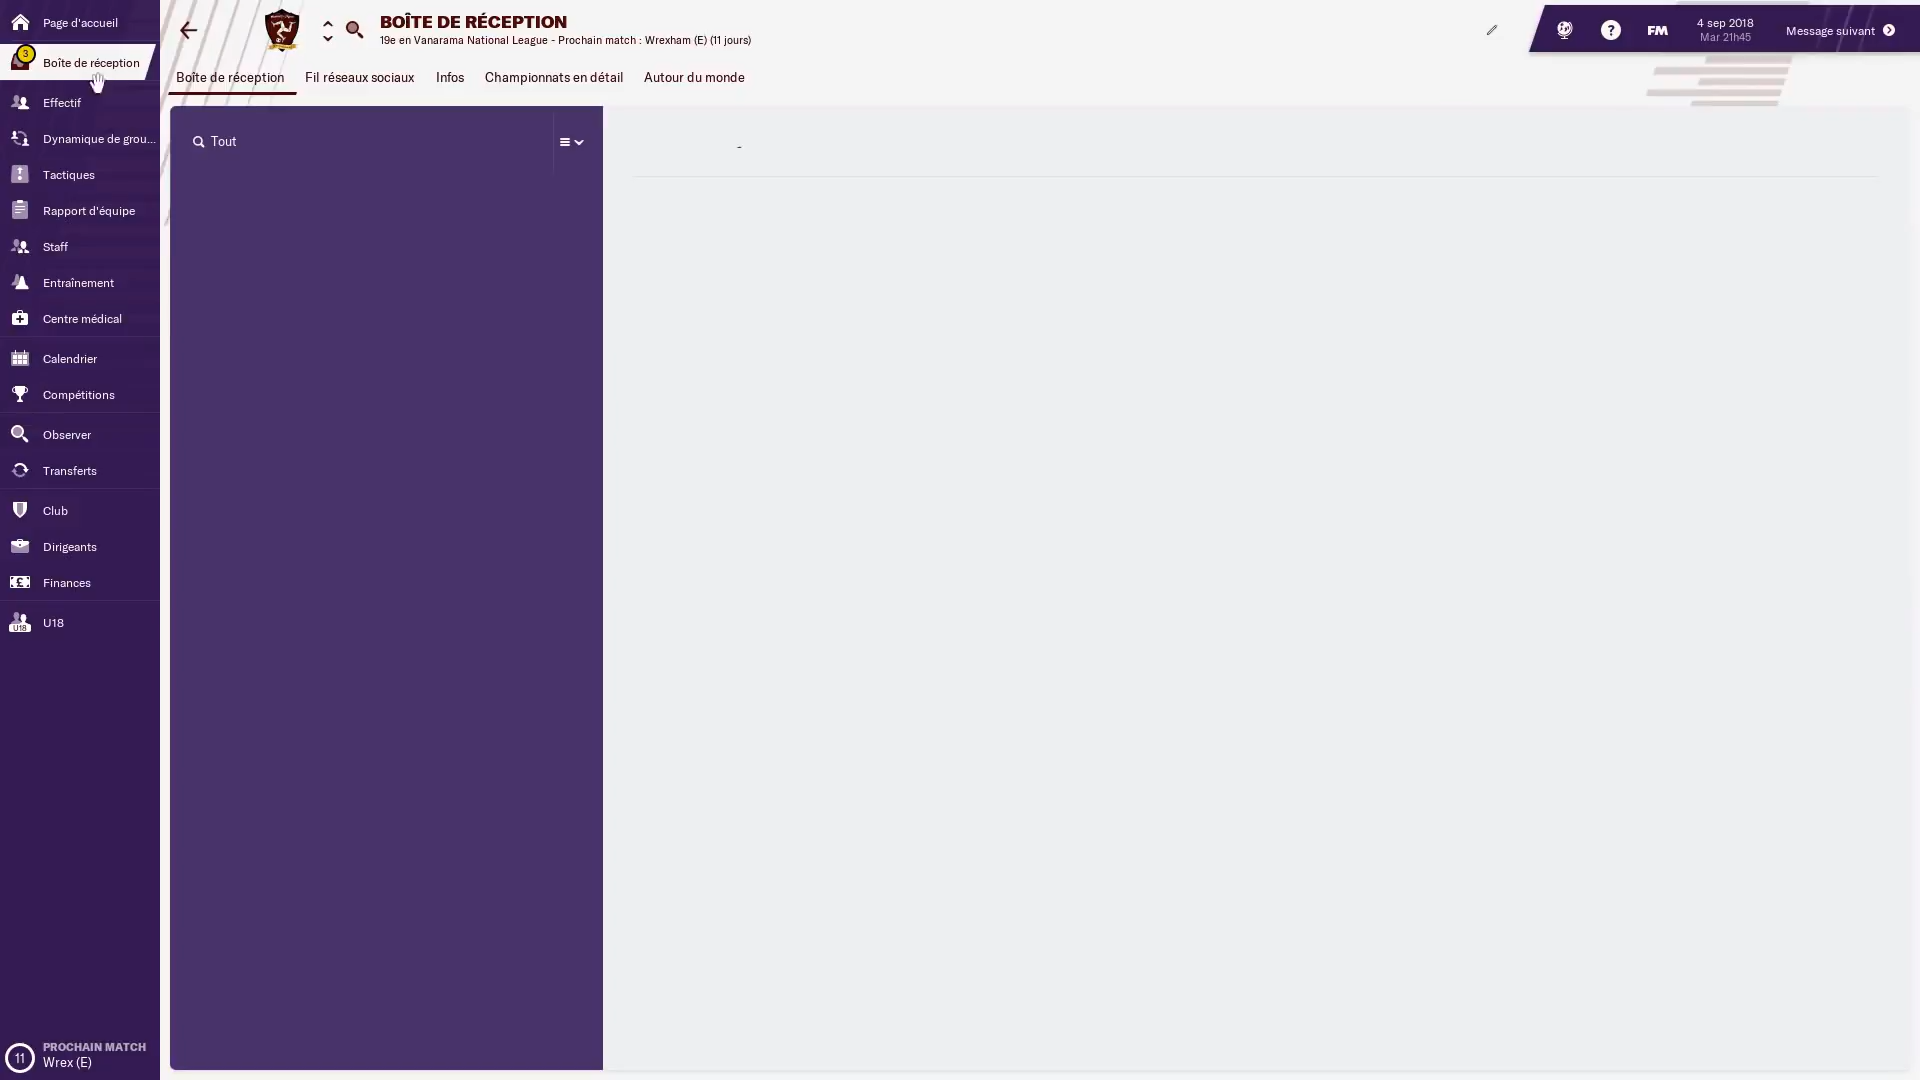 Page d'accueil
3
Boîte de réception
Effectif
Dynamique de grou...
Tactiques
Rapport d'équipe
Staff
Entraînement
Centre médical
Calendrier
Compétitions
Observer
Transferts
Club
Dirigeants
Finances
U18
U18
11
PROCHAIN MATCH
Wrex (E)
BOÎTE DE RÉCEPTION
19e en Vanarama National League - Prochain match : Wrexham (E) (11 jours)
?
FM
4 sep 2018
Mar 21h45
Message suivant
Boîte de réception
Fil réseaux sociaux
Infos
Championnats en détail
Autour du monde
Tout
-